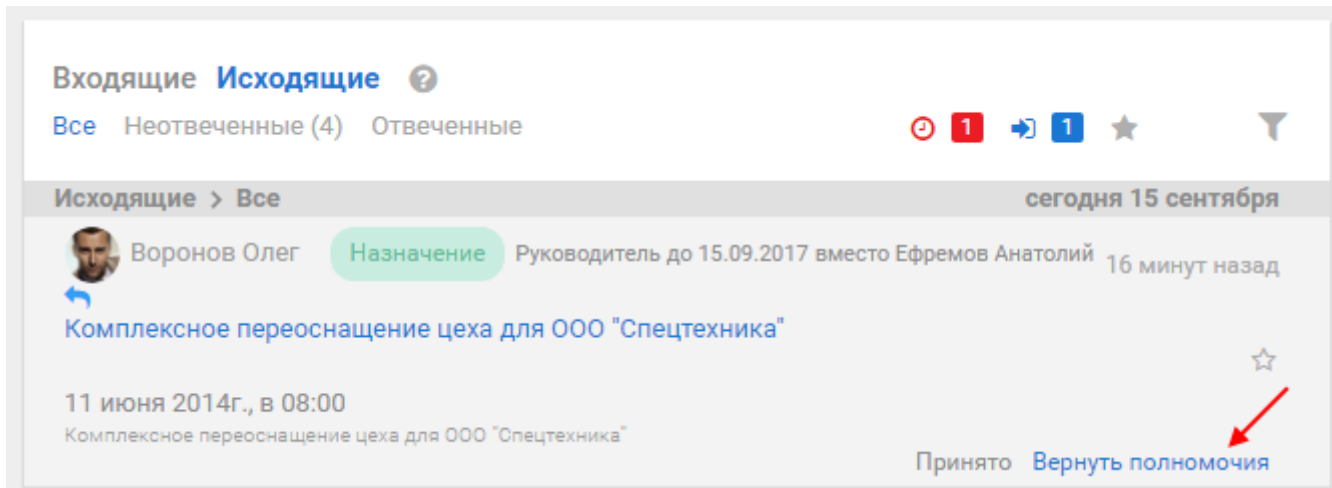 Входящие Исходящие ?
Все Неотвеченные (4) Отвеченные 1 1
Исходящие > Все сегодня 15 сентября
Воронов Олег Назначение Руководитель до 15.09.2017 вместо Ефремов Анатолий 16 минут назад
Комплексное переоснащение цеха для ООО "Спецтехника"
11 июня 2014г., в 08:00
Комплексное переоснащение цеха для ООО "Спецтехника"
Принято Вернуть полномочия